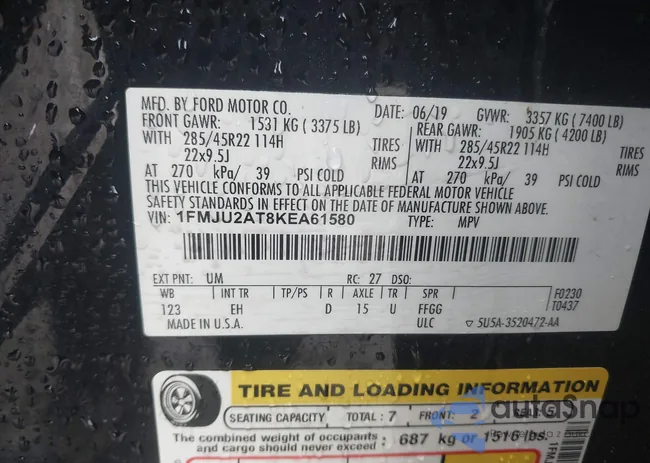 MFD. BY FORD MOTOR CO.
DATE: 06/19 GVWR: 3357 KG ( 7400 LB)
FRONT GAWR: 1531 KG ( 3375 LB) REAR GAWR: 1905 KG ( 4200 LB)
WITH 285/45R22 114H TIRES WITH 285/45R22 114H TIRES
22x9.5J RIMS 22x9.5J RIMS
AT 270 kPa/ 39 PSI COLD AT 270 kPa/ 39 PSI COLD
THIS VEHICLE CONFORMS TO ALL APPLICABLE FEDERAL MOTOR VEHICLE
SAFETY STANDARDS IN EFFECT ON THE DATE OF MANUFACTURE SHOWN ABOVE.
VIN: 1FMJU2AT8KEA61580 TYPE: MPV
EXT PNT: UM RC: 27 DSO:
WB INT TR TP/PS R AXLE TR SPR F0230
123 EH D 15 U FFGG T0437
MADE IN U.S.A. ULC ▽ 5U5A-3520472-AA
TIRE AND LOADING INFORMATION
SEATING CAPACITY TOTAL : 7 FRONT: 2
The combined weight of occupants and cargo should never exceed : 687 kg or 1516 lbs.
autoSnap